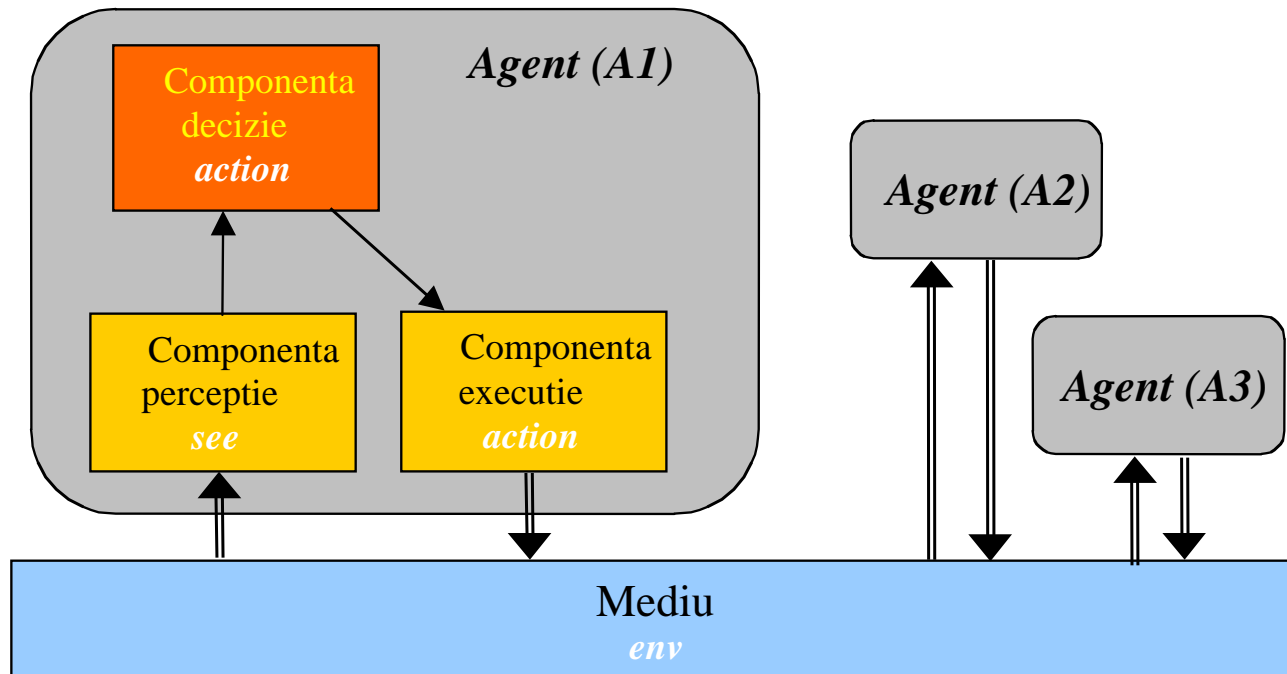 Agent (A1)
Componenta
decizie
action
Componenta
perceptie
see
Componenta
executie
action
Agent (A2)
Agent (A3)
Mediu
env